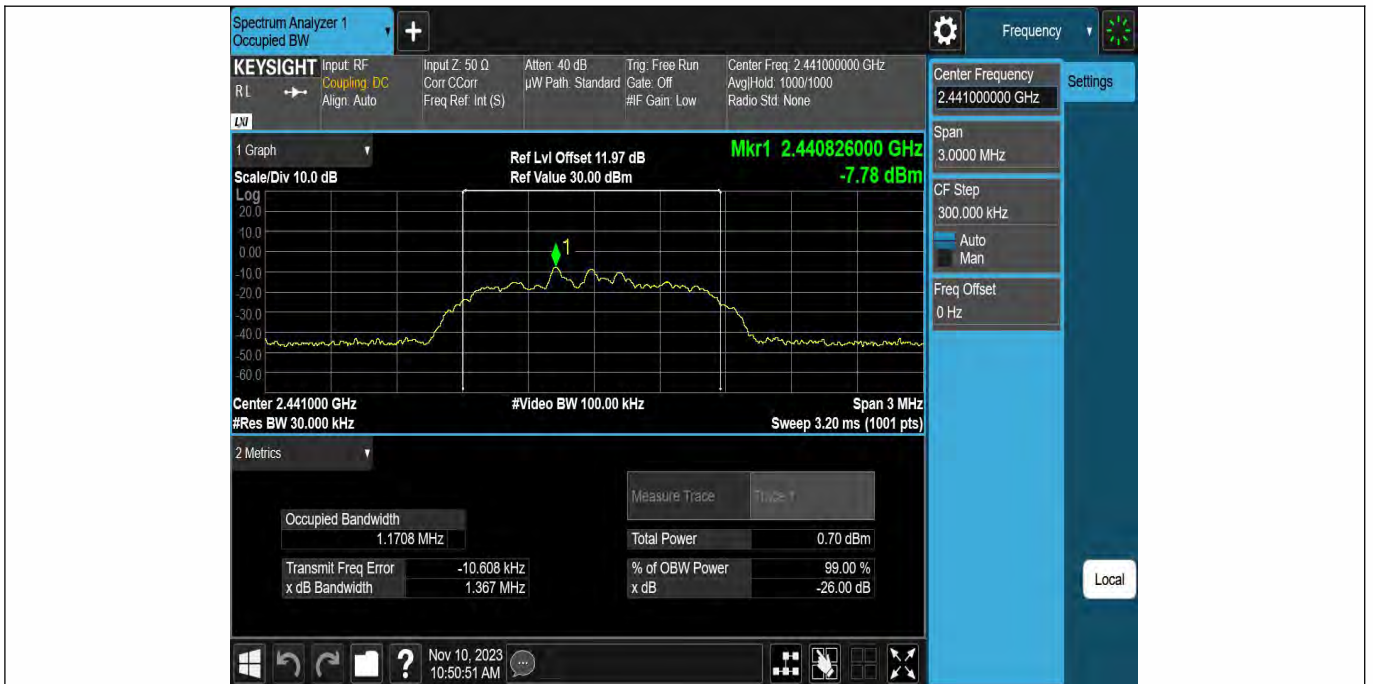 Spectrum Analyzer 1
Occupied BW
+
Frequency
KEYSIGHT
R L
LXI
Input: RF
Coupling: DC
Align: Auto
Input Z: 50 Ω
Corr CCorr
Freq Ref: Int (S)
Atten: 40 dB
µW Path: Standard
Trig: Free Run
Gate: Off
#IF Gain: Low
Center Freq: 2.441000000 GHz
Avg|Hold: 1000/1000
Radio Std: None
Center Frequency
2.441000000 GHz
Settings
Span
3.0000 MHz
CF Step
300.000 kHz
Auto
Man
Freq Offset
0 Hz
Local
1 Graph
Scale/Div 10.0 dB
Ref Lvl Offset 11.97 dB
Ref Value 30.00 dBm
Mkr1 2.440826000 GHz
-7.78 dBm
Log
20.0
10.0
0.00
-10.0
-20.0
-30.0
-40.0
-50.0
-60.0
1
Center 2.441000 GHz
#Res BW 30.000 kHz
#Video BW 100.00 kHz
Span 3 MHz
Sweep 3.20 ms (1001 pts)
2 Metrics
Measure Trace
Trace 1
Occupied Bandwidth
1.1708 MHz
Total Power 0.70 dBm
Transmit Freq Error -10.608 kHz
% of OBW Power 99.00 %
x dB Bandwidth 1.367 MHz
x dB -26.00 dB
?
Nov 10, 2023
10:50:51 AM